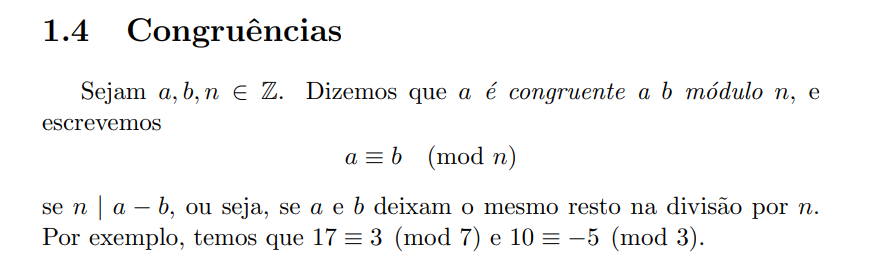 1.4 Congruências
Sejam a, b, n ∈ ℤ. Dizemos que a é congruente a b módulo n, e
escrevemos
a ≡ b (mod n)
se n | a − b, ou seja, se a e b deixam o mesmo resto na divisão por n.
Por exemplo, temos que 17 ≡ 3 (mod 7) e 10 ≡ −5 (mod 3).